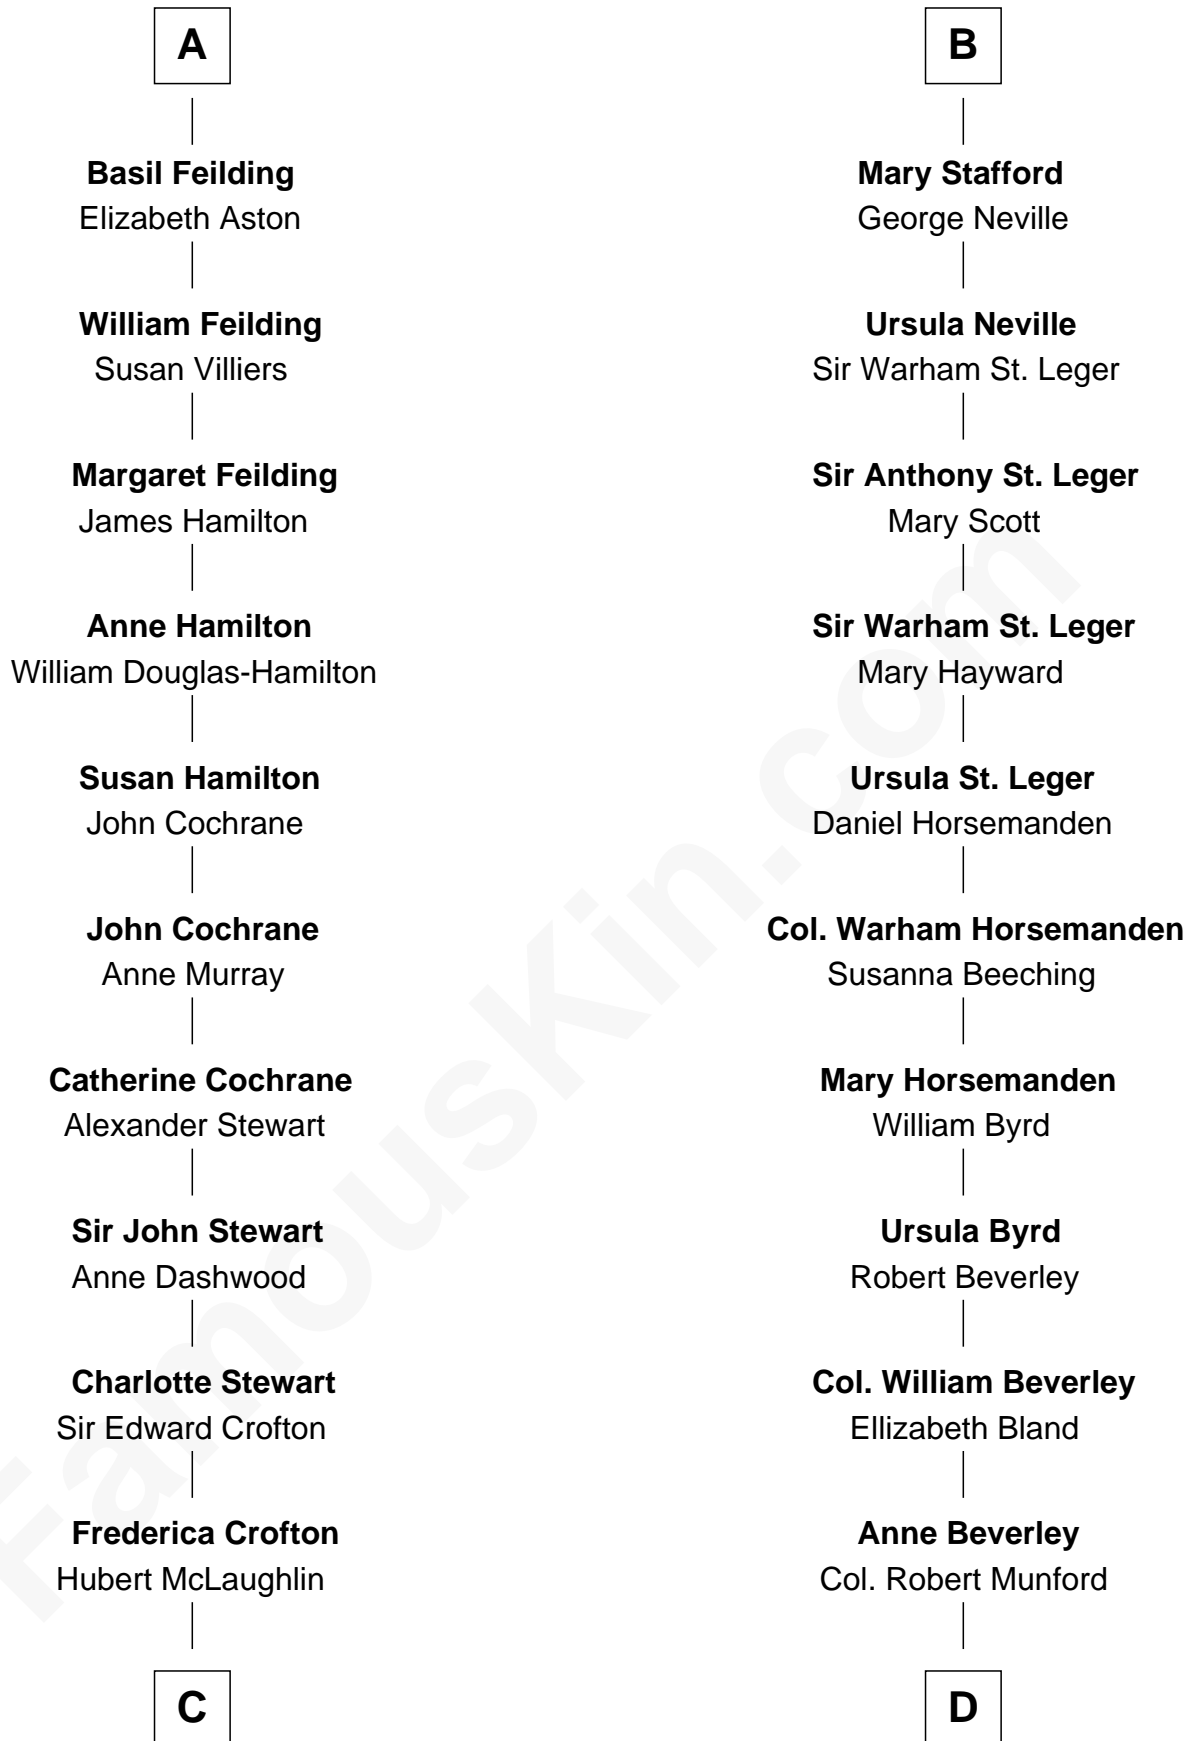 A
Basil Feilding
Elizabeth Aston
William Feilding
Susan Villiers
Margaret Feilding
James Hamilton
Anne Hamilton
William Douglas-Hamilton
Susan Hamilton
John Cochrane
John Cochrane
Anne Murray
Catherine Cochrane
Alexander Stewart
Sir John Stewart
Anne Dashwood
Charlotte Stewart
Sir Edward Crofton
Frederica Crofton
Hubert McLaughlin
C
B
Mary Stafford
George Neville
Ursula Neville
Sir Warham St. Leger
Sir Anthony St. Leger
Mary Scott
Sir Warham St. Leger
Mary Hayward
Ursula St. Leger
Daniel Horsemanden
Col. Warham Horsemanden
Susanna Beeching
Mary Horsemanden
William Byrd
Ursula Byrd
Robert Beverley
Col. William Beverley
Ellizabeth Bland
Anne Beverley
Col. Robert Munford
D
FamousKin.com